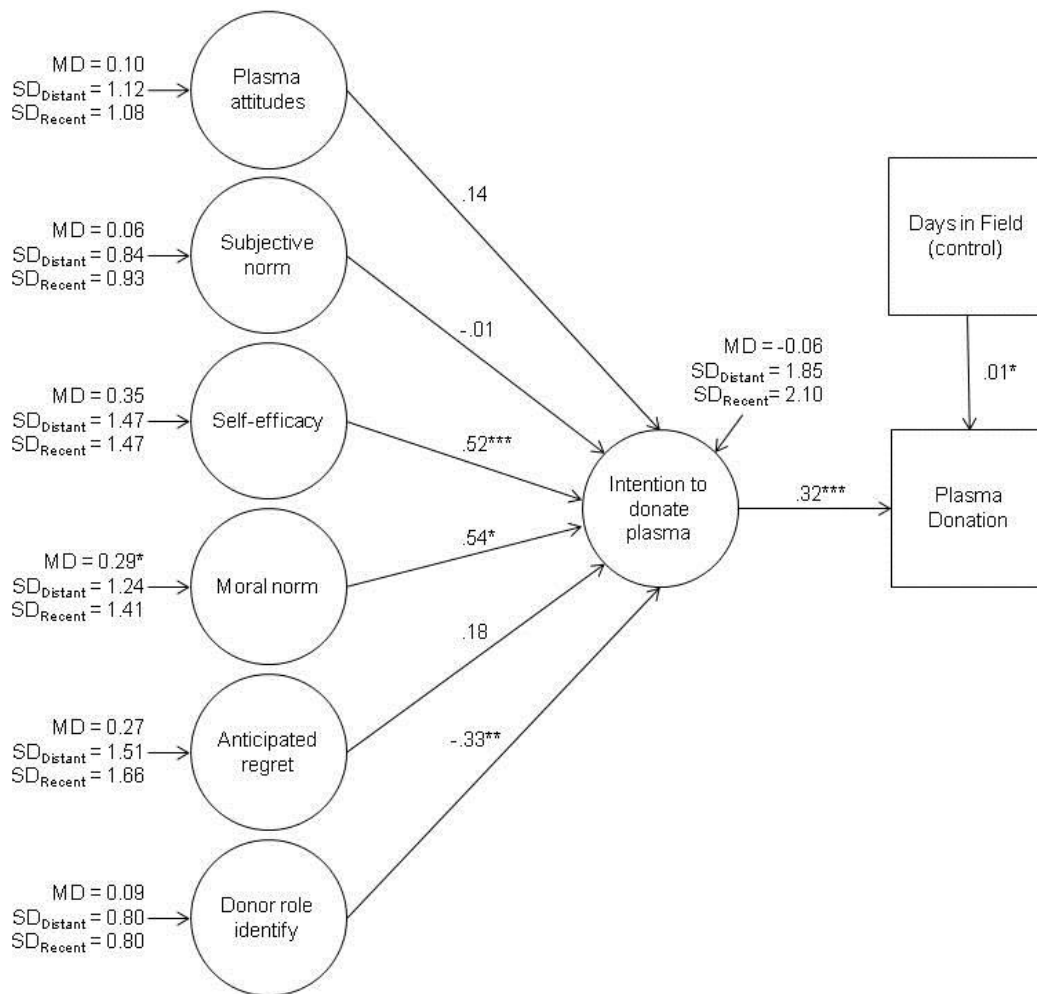 MD = 0.10
SDDistant = 1.12
SDRecent = 1.08
Plasma
attitudes
.14
MD = 0.06
SDDistant = 0.84
SDRecent = 0.93
Subjective
norm
-.01
Days in Field
(control)
.01*
MD = 0.35
SDDistant = 1.47
SDRecent = 1.47
Self-efficacy
.52***
MD = -0.06
SDDistant = 1.85
SDRecent= 2.10
Intention to
donate
plasma
.32***
Plasma
Donation
MD = 0.29*
SDDistant = 1.24
SDRecent = 1.41
Moral norm
.54*
MD = 0.27
SDDistant = 1.51
SDRecent = 1.66
Anticipated
regret
.18
MD = 0.09
SDDistant = 0.80
SDRecent = 0.80
Donor role
identify
-.33**